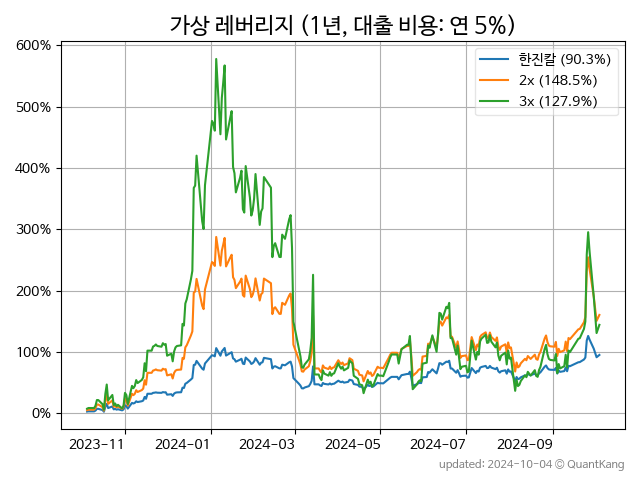 가상 레버리지 (1년, 대출 비용: 연 5%)
600%
500%
400%
300%
200%
100%
0%
한진칼 (90.3%)
2x (148.5%)
3x (127.9%)
2023-11
2024-01
2024-03
2024-05
2024-07
2024-09
updated: 2024-10-04 © QuantKang